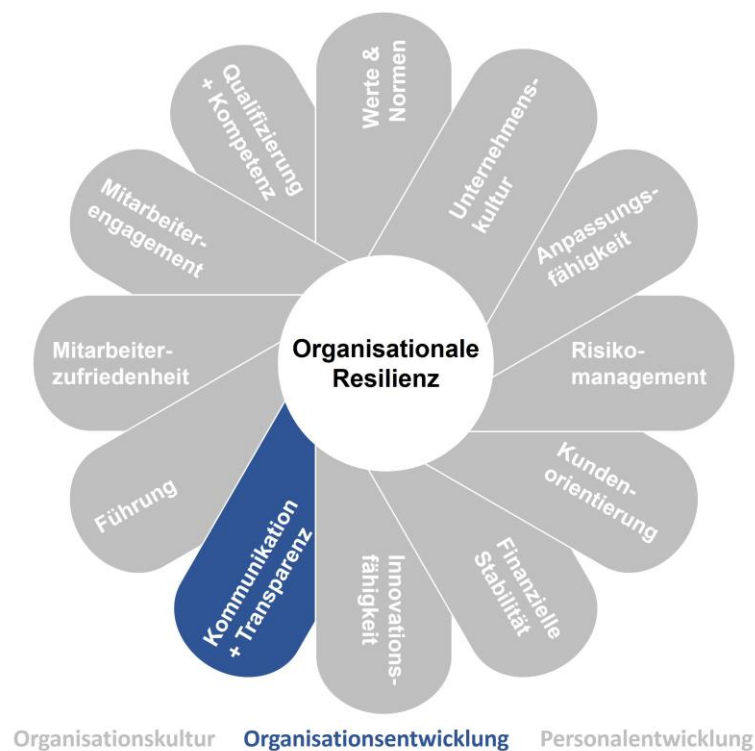 Werte &
Normen
Unternehmens-
kultur
Anpassungs-
fähigkeit
Risiko-
management
Kunden-
orientierung
Finanzielle
Stabilität
Innovations-
fähigkeit
Kommunikation
+ Transparenz
Führung
Mitarbeiter-
zufriedenheit
Mitarbeiter-
engagement
Qualifizierung
+ Kompetenz
Organisationale
Resilienz
Organisationskultur Organisationsentwicklung Personalentwicklung